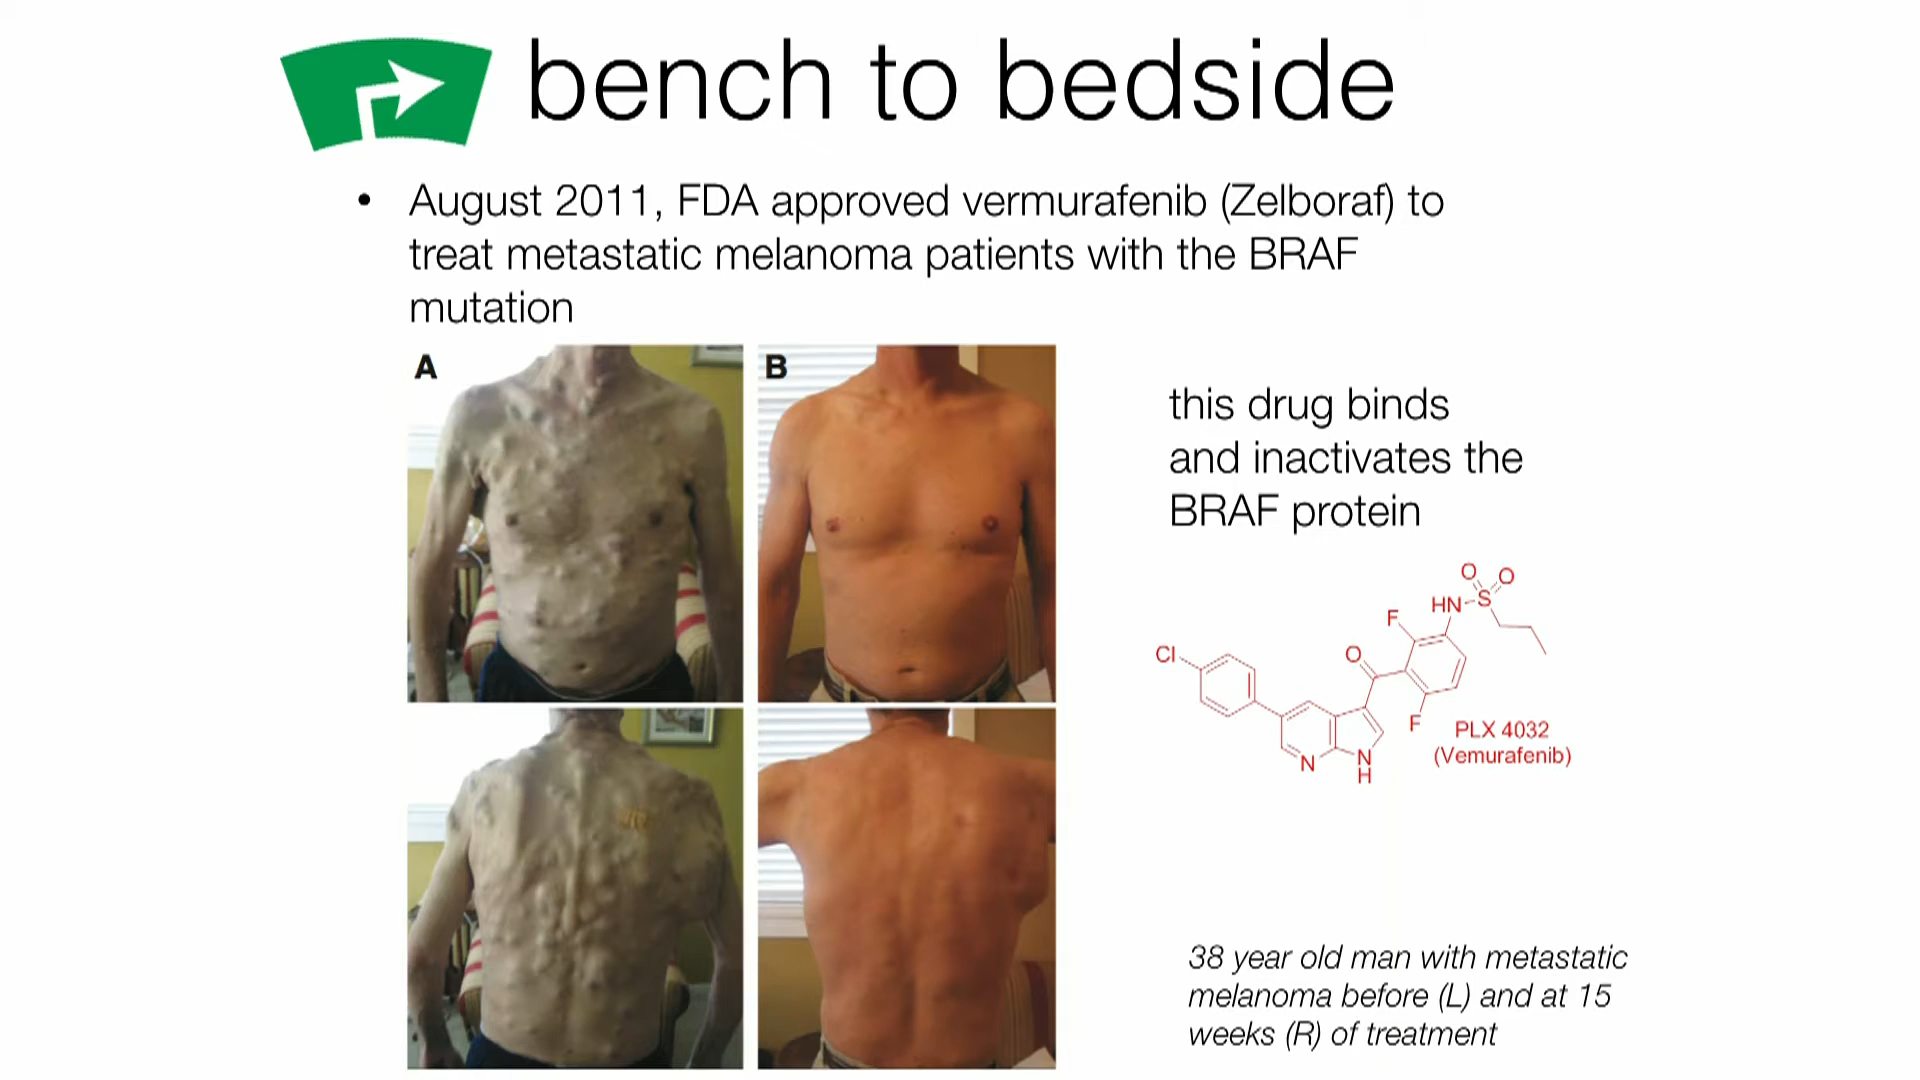 bench to bedside
• August 2011, FDA approved vermurafenib (Zelboraf) to
treat metastatic melanoma patients with the BRAF
mutation
A
B
this drug binds
and inactivates the
BRAF protein
O
O
HN
S
F
O
Cl
F
N
N
H
PLX 4032
(Vemurafenib)
38 year old man with metastatic
melanoma before (L) and at 15
weeks (R) of treatment